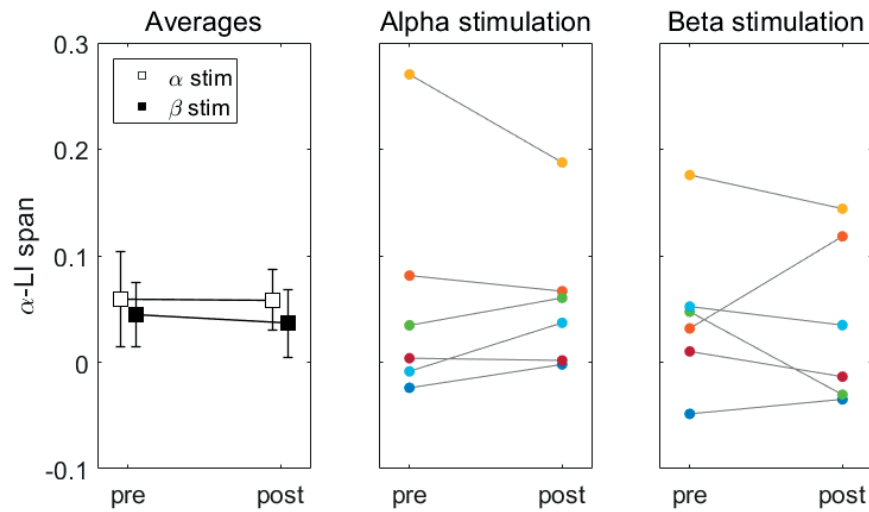 Averages
Alpha stimulation
Beta stimulation
α-LI span
0.3
0.2
0.1
0
-0.1
α stim
β stim
pre
post
pre
post
pre
post